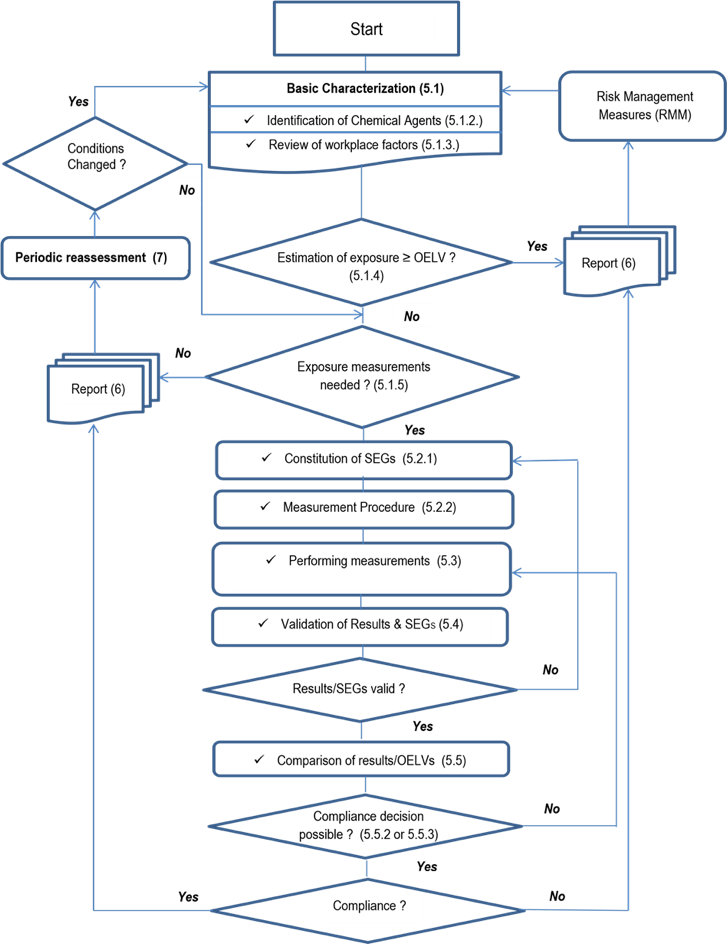 Start
Basic Characterization (5.1)
✓ Identification of Chemical Agents (5.1.2.)
✓ Review of workplace factors (5.1.3.)
Risk Management
Measures (RMM)
Yes
Conditions
Changed ?
No
Periodic reassessment (7)
Estimation of exposure ≥ OELV ?
(5.1.4)
Yes
Report (6)
No
Exposure measurements
needed ? (5.1.5)
No
Report (6)
Yes
✓ Constitution of SEGs (5.2.1)
✓ Measurement Procedure (5.2.2)
✓ Performing measurements (5.3)
✓ Validation of Results & SEGs (5.4)
No
Results/SEGs valid ?
Yes
✓ Comparison of results/OELVs (5.5)
Compliance decision
possible ? (5.5.2 or 5.5.3)
No
Yes
Yes
Compliance ?
No